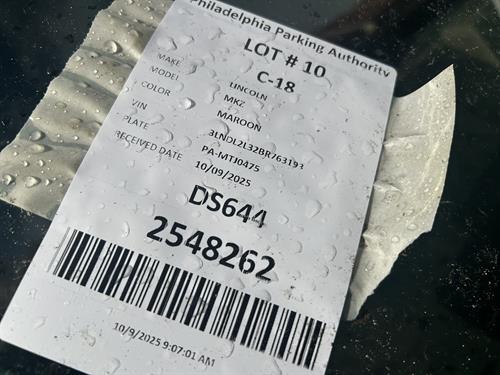 Philadelphia Parking Authority
LOT # 10
C-18
MAKE LINCOLN
MODEL MKZ
COLOR MAROON
VIN 3LNDL2L32BR763193
PLATE PA-MTJ0475
RECEIVED DATE 10/09/2025
DS644
2548262
10/9/2025 9:07:01 AM